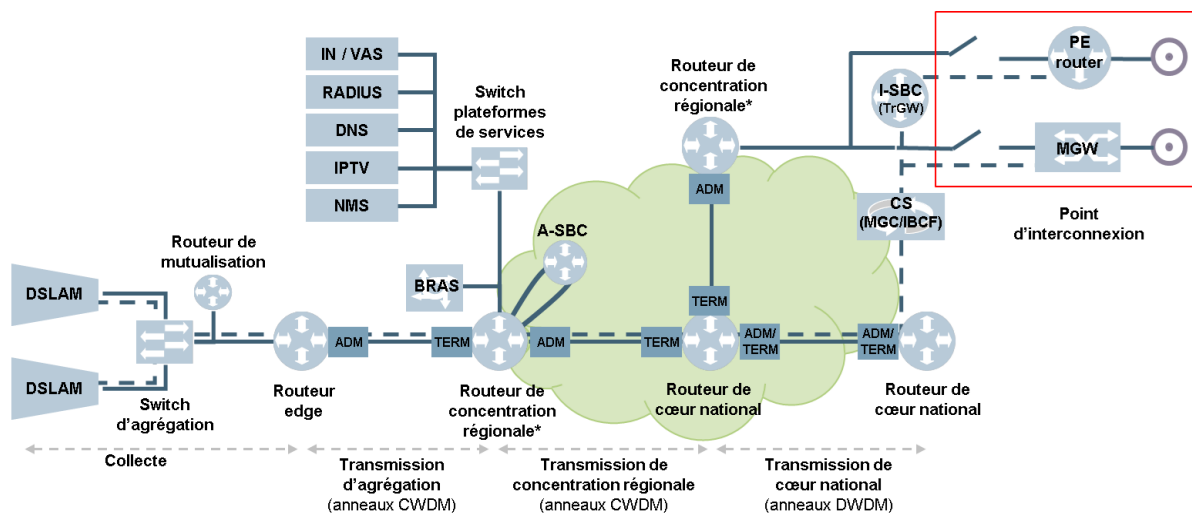 IN / VAS
RADIUS
DNS
IPTV
NMS
Switch
plateformes
de services
Routeur de
concentration
régionale*
PE
router
I-SBC
(TrGW)
MGW
ADM
CS
(MGC/IBCF)
Point
d'interconnexion
Routeur de
mutualisation
A-SBC
BRAS
DSLAM
DSLAM
TERM
ADM
TERM
ADM
TERM
ADM/
TERM
ADM/
TERM
Switch
d'agrégation
Routeur
edge
Routeur de
concentration
régionale*
Routeur de
cœur national
Routeur de
cœur national
Collecte
Transmission
d'agrégation
(anneaux CWDM)
Transmission de
concentration régionale
(anneaux CWDM)
Transmission de
cœur national
(anneaux DWDM)